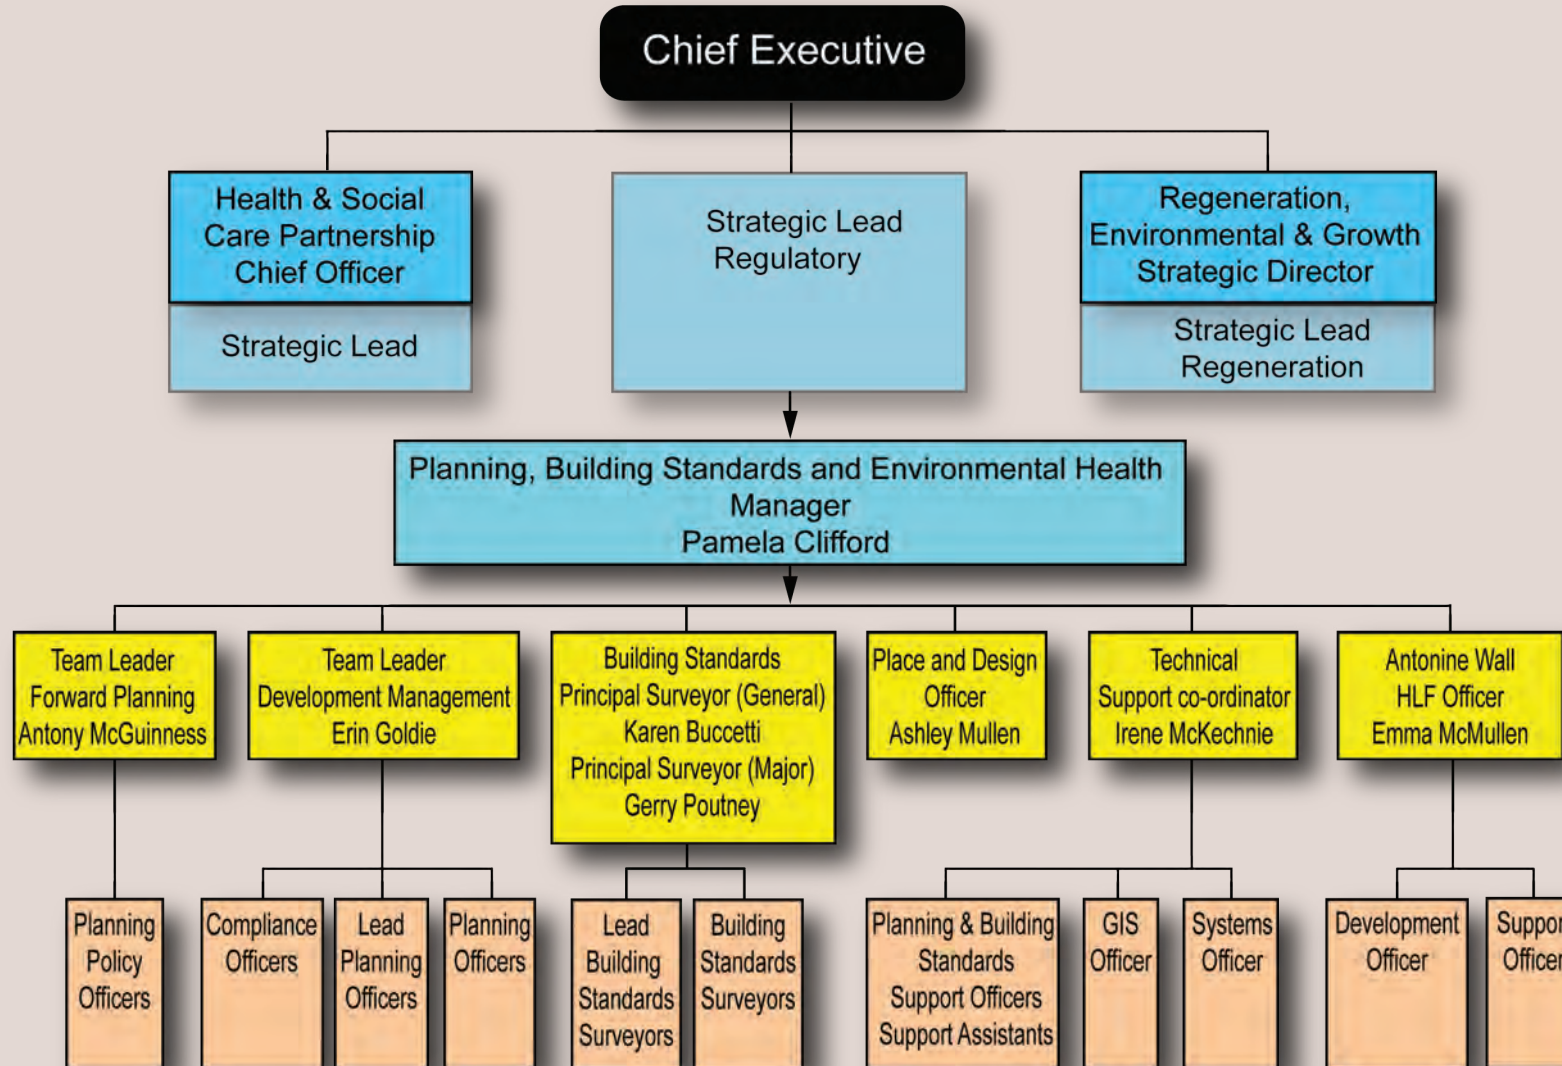 Chief Executive
Health & Social
Care Partnership
Chief Officer
Strategic Lead
Strategic Lead
Regulatory
Regeneration,
Environmental & Growth
Strategic Director
Strategic Lead
Regeneration
Planning, Building Standards and Environmental Health
Manager
Pamela Clifford
Team Leader
Forward Planning
Antony McGuinness
Team Leader
Development Management
Erin Goldie
Building Standards
Principal Surveyor (General)
Karen Buccetti
Principal Surveyor (Major)
Gerry Poutney
Place and Design
Officer
Ashley Mullen
Technical
Support co-ordinator
Irene McKechnie
Antonine Wall
HLF Officer
Emma McMullen
Planning
Policy
Officers
Compliance
Officers
Lead
Planning
Officers
Planning
Officers
Lead
Building
Standards
Surveyors
Building
Standards
Surveyors
Planning & Building
Standards
Support Officers
Support Assistants
GIS
Officer
Systems
Officer
Development
Officer
Support
Officer